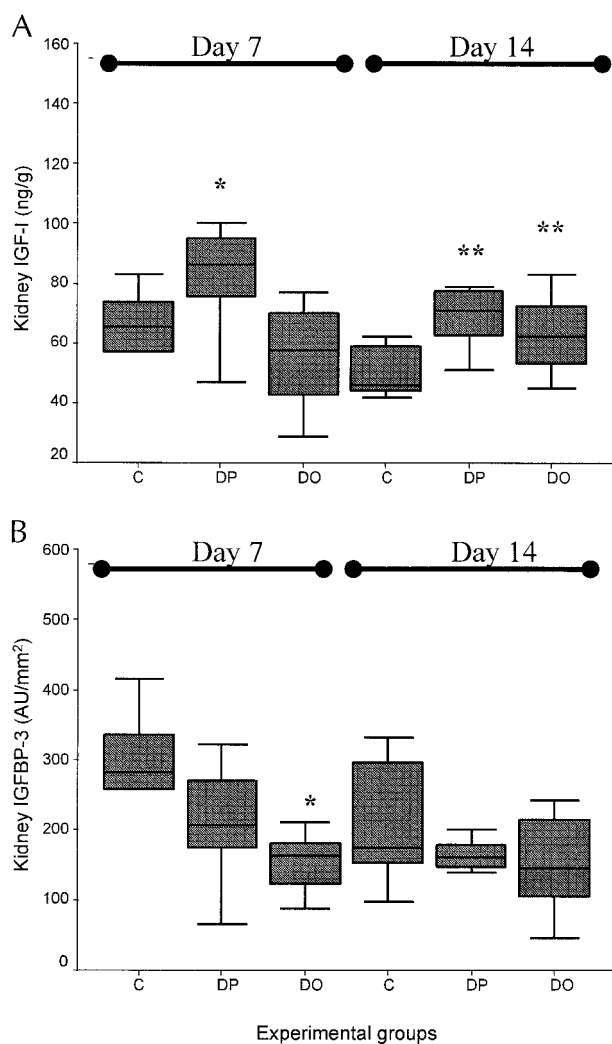 A
Day 7 Day 14
Kidney IGF-I (ng/g)
160
140
120
100
80
60
40
20
*
**
**
C DP DO C DP DO
B
Day 7 Day 14
Kidney IGFBP-3 (AU/mm²)
600
500
400
300
200
100
0
*
C DP DO C DP DO
Experimental groups